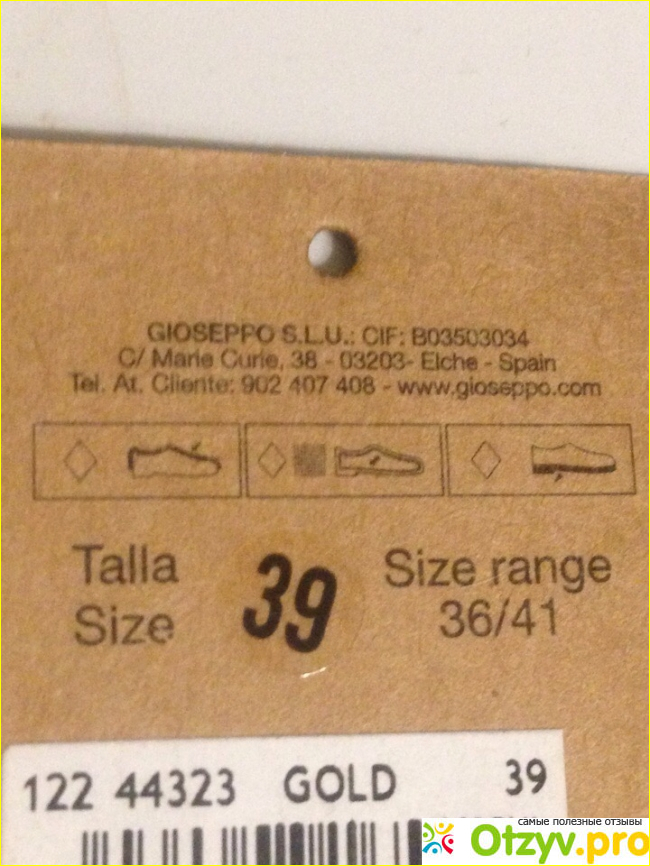 GIOSEPPO S.L.U.: CIF: B03503034
C/ Marie Curie, 38 - 03203- Elche - Spain
Tel. At. Cliente: 902 407 408 - www.gioseppo.com
Talla 39 Size range
Size 36/41
122 44323 GOLD 39
самые полезные отзывы
Otzyv.pro